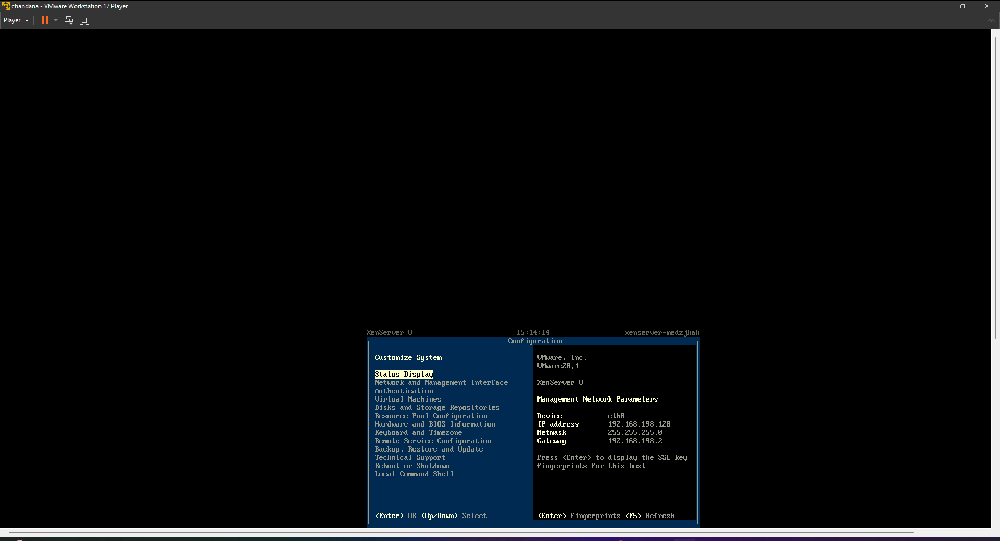 chandana - VMware Workstation 17 Player
Player
XenServer 8 15:14:14 xenserver-medzjhah
Configuration
Customize System
Status Display
Network and Management Interface
Authentication
Virtual Machines
Disks and Storage Repositories
Resource Pool Configuration
Hardware and BIOS Information
Keyboard and Timezone
Remote Service Configuration
Backup, Restore and Update
Technical Support
Reboot or Shutdown
Local Command Shell
<Enter> OK <Up/Down> Select
VMware, Inc.
VMware20,1
XenServer 8
Management Network Parameters
Device eth0
IP address 192.168.198.128
Netmask 255.255.255.0
Gateway 192.168.198.2
Press <Enter> to display the SSL key
fingerprints for this host
<Enter> Fingerprints <F5> Refresh